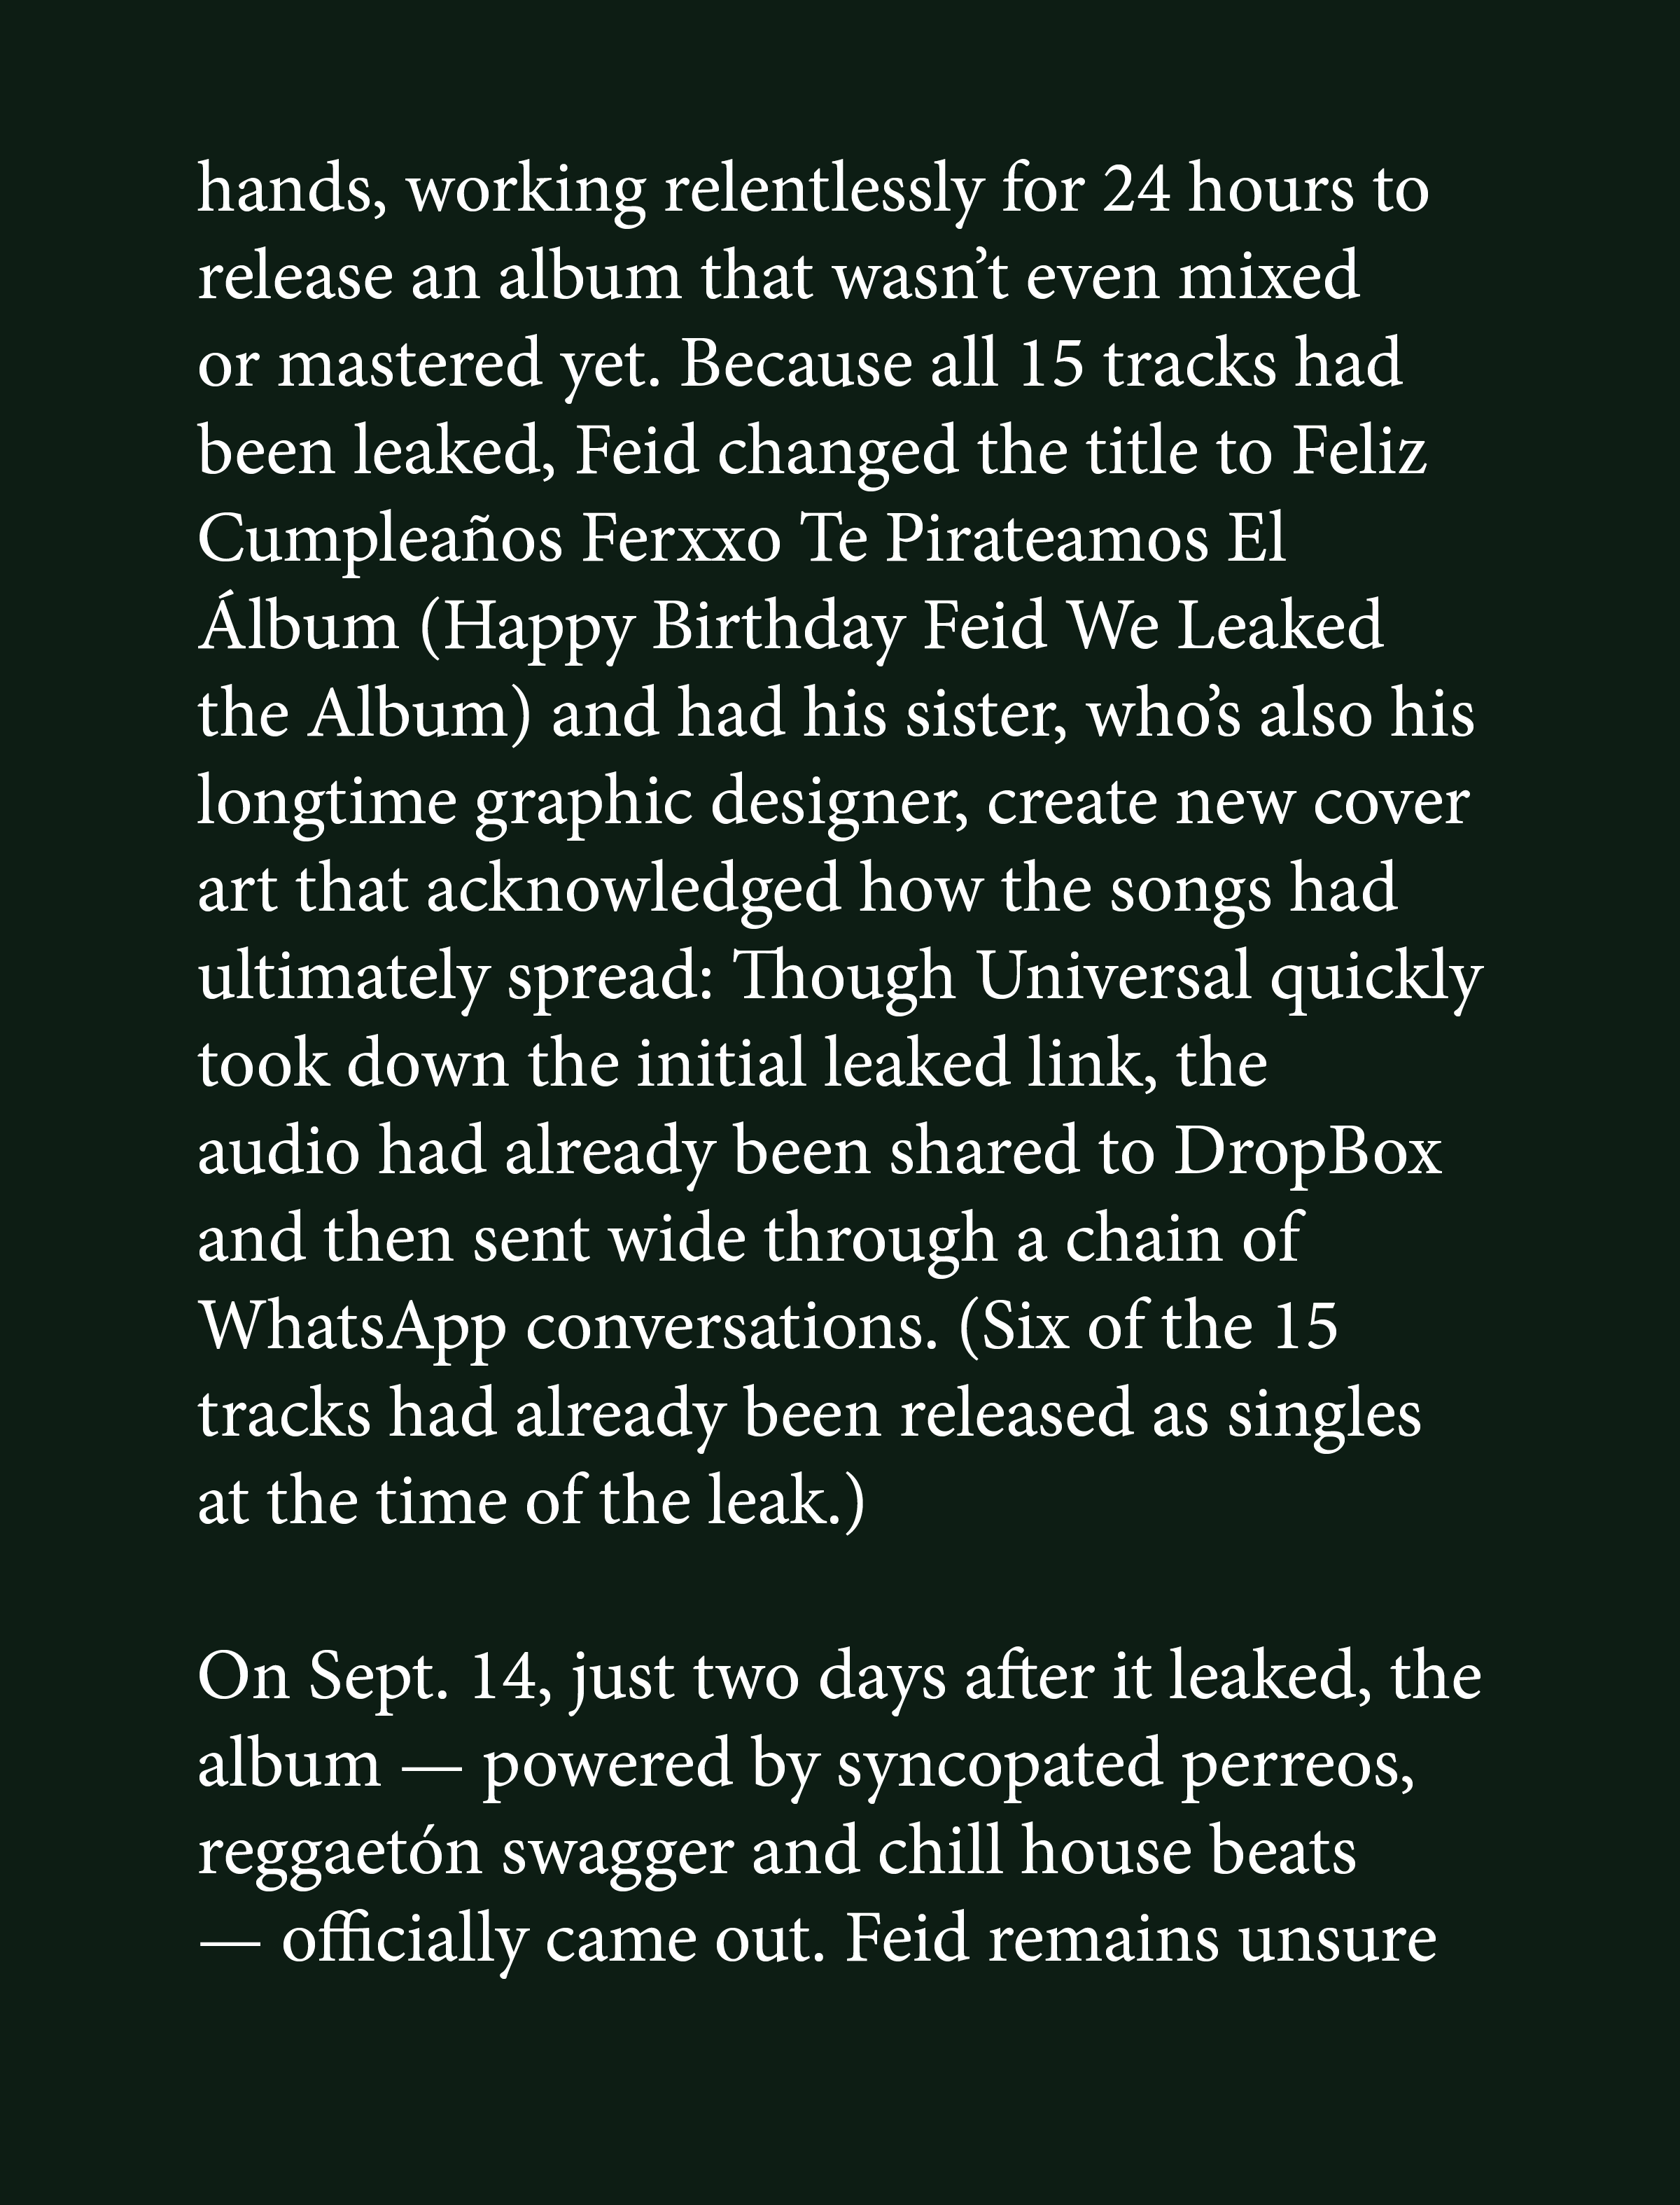 hands, working relentlessly for 24 hours to
release an album that wasn’t even mixed
or mastered yet. Because all 15 tracks had
been leaked, Feid changed the title to Feliz
Cumpleaños Ferxxo Te Pirateamos El
Álbum (Happy Birthday Feid We Leaked
the Album) and had his sister, who’s also his
longtime graphic designer, create new cover
art that acknowledged how the songs had
ultimately spread: Though Universal quickly
took down the initial leaked link, the
audio had already been shared to DropBox
and then sent wide through a chain of
WhatsApp conversations. (Six of the 15
tracks had already been released as singles
at the time of the leak.)
On Sept. 14, just two days after it leaked, the
album — powered by syncopated perreos,
reggaetón swagger and chill house beats
— officially came out. Feid remains unsure